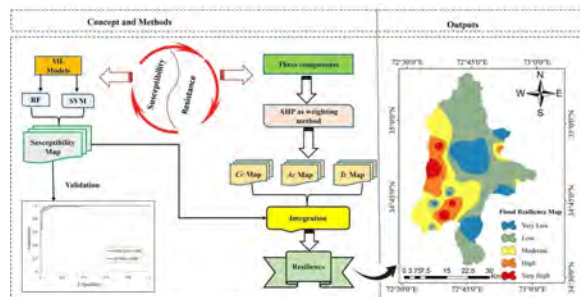 Concept and Methods
Outputs
ML
Models
RF
SVM
Susceptibility
Map
Validation
Susceptibility
Resistance
Three components
AHP as weighting
method
Cc Map
Ac Map
Integration
Resilience
72°30'0"E
72°45'0"E
73°0'0"E
N
W
E
S
Flood Resilience Map
Very Low
Low
Moderate
High
Very High
0 3.75 7.5 15 22.5 30
72°30'0"E
72°45'0"E
73°0'0"E